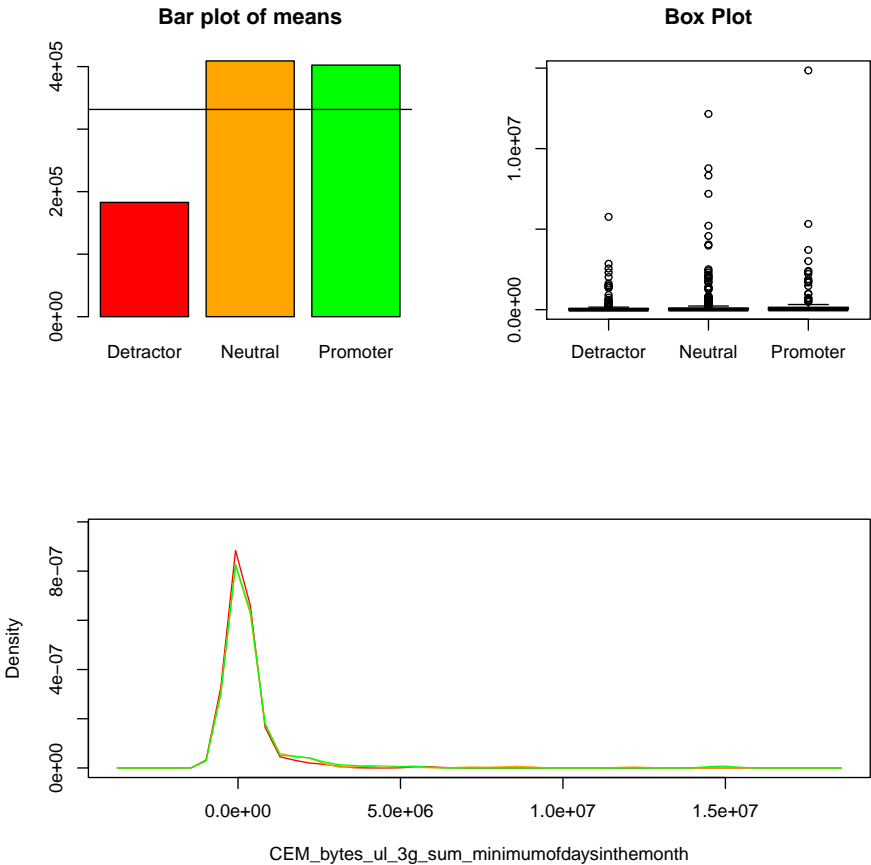 Bar plot of means
4e+05
2e+05
0e+00
Detractor Neutral Promoter
Box Plot
1.0e+07
0.0e+00
Detractor Neutral Promoter
Density
8e-07
4e-07
0e+00
0.0e+00 5.0e+06 1.0e+07 1.5e+07
CEM_bytes_ul_3g_sum_minimumofdaysinthemonth